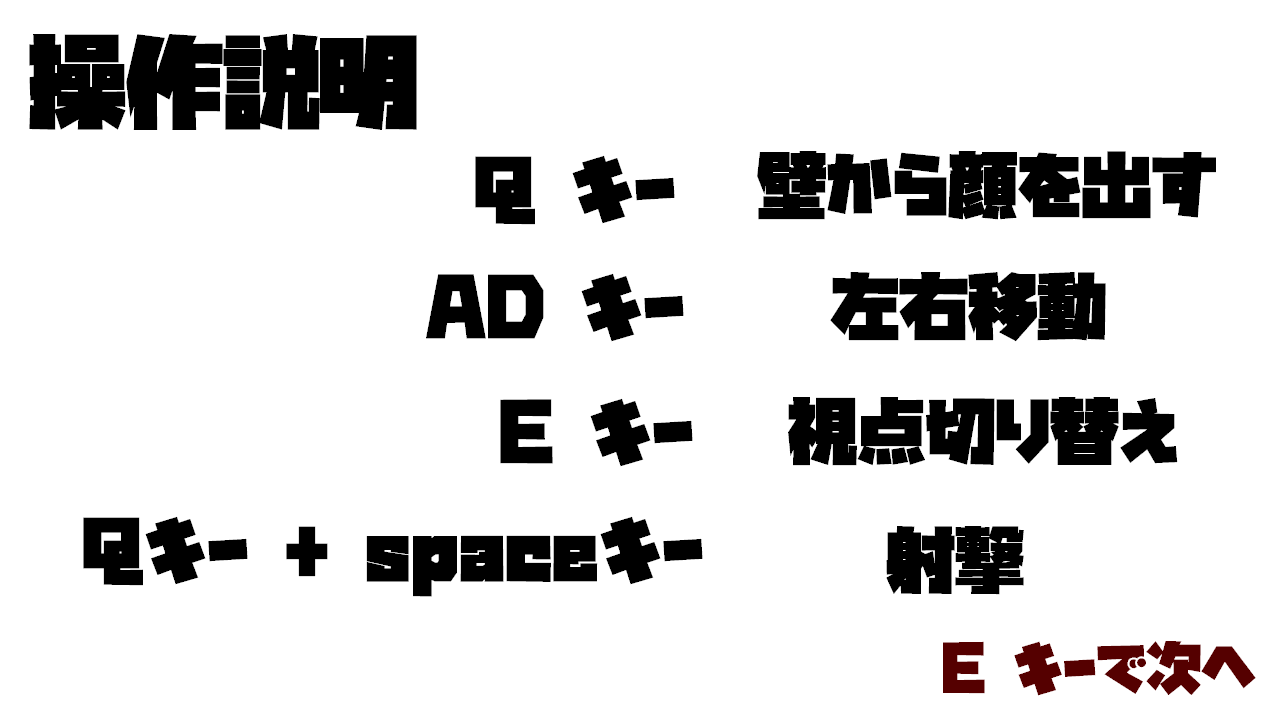 操作説明
Q キー 壁から顔を出す
AD キー 左右移動
E キー 視点切り替え
Qキー + spaceキー 射撃
E キーで次へ